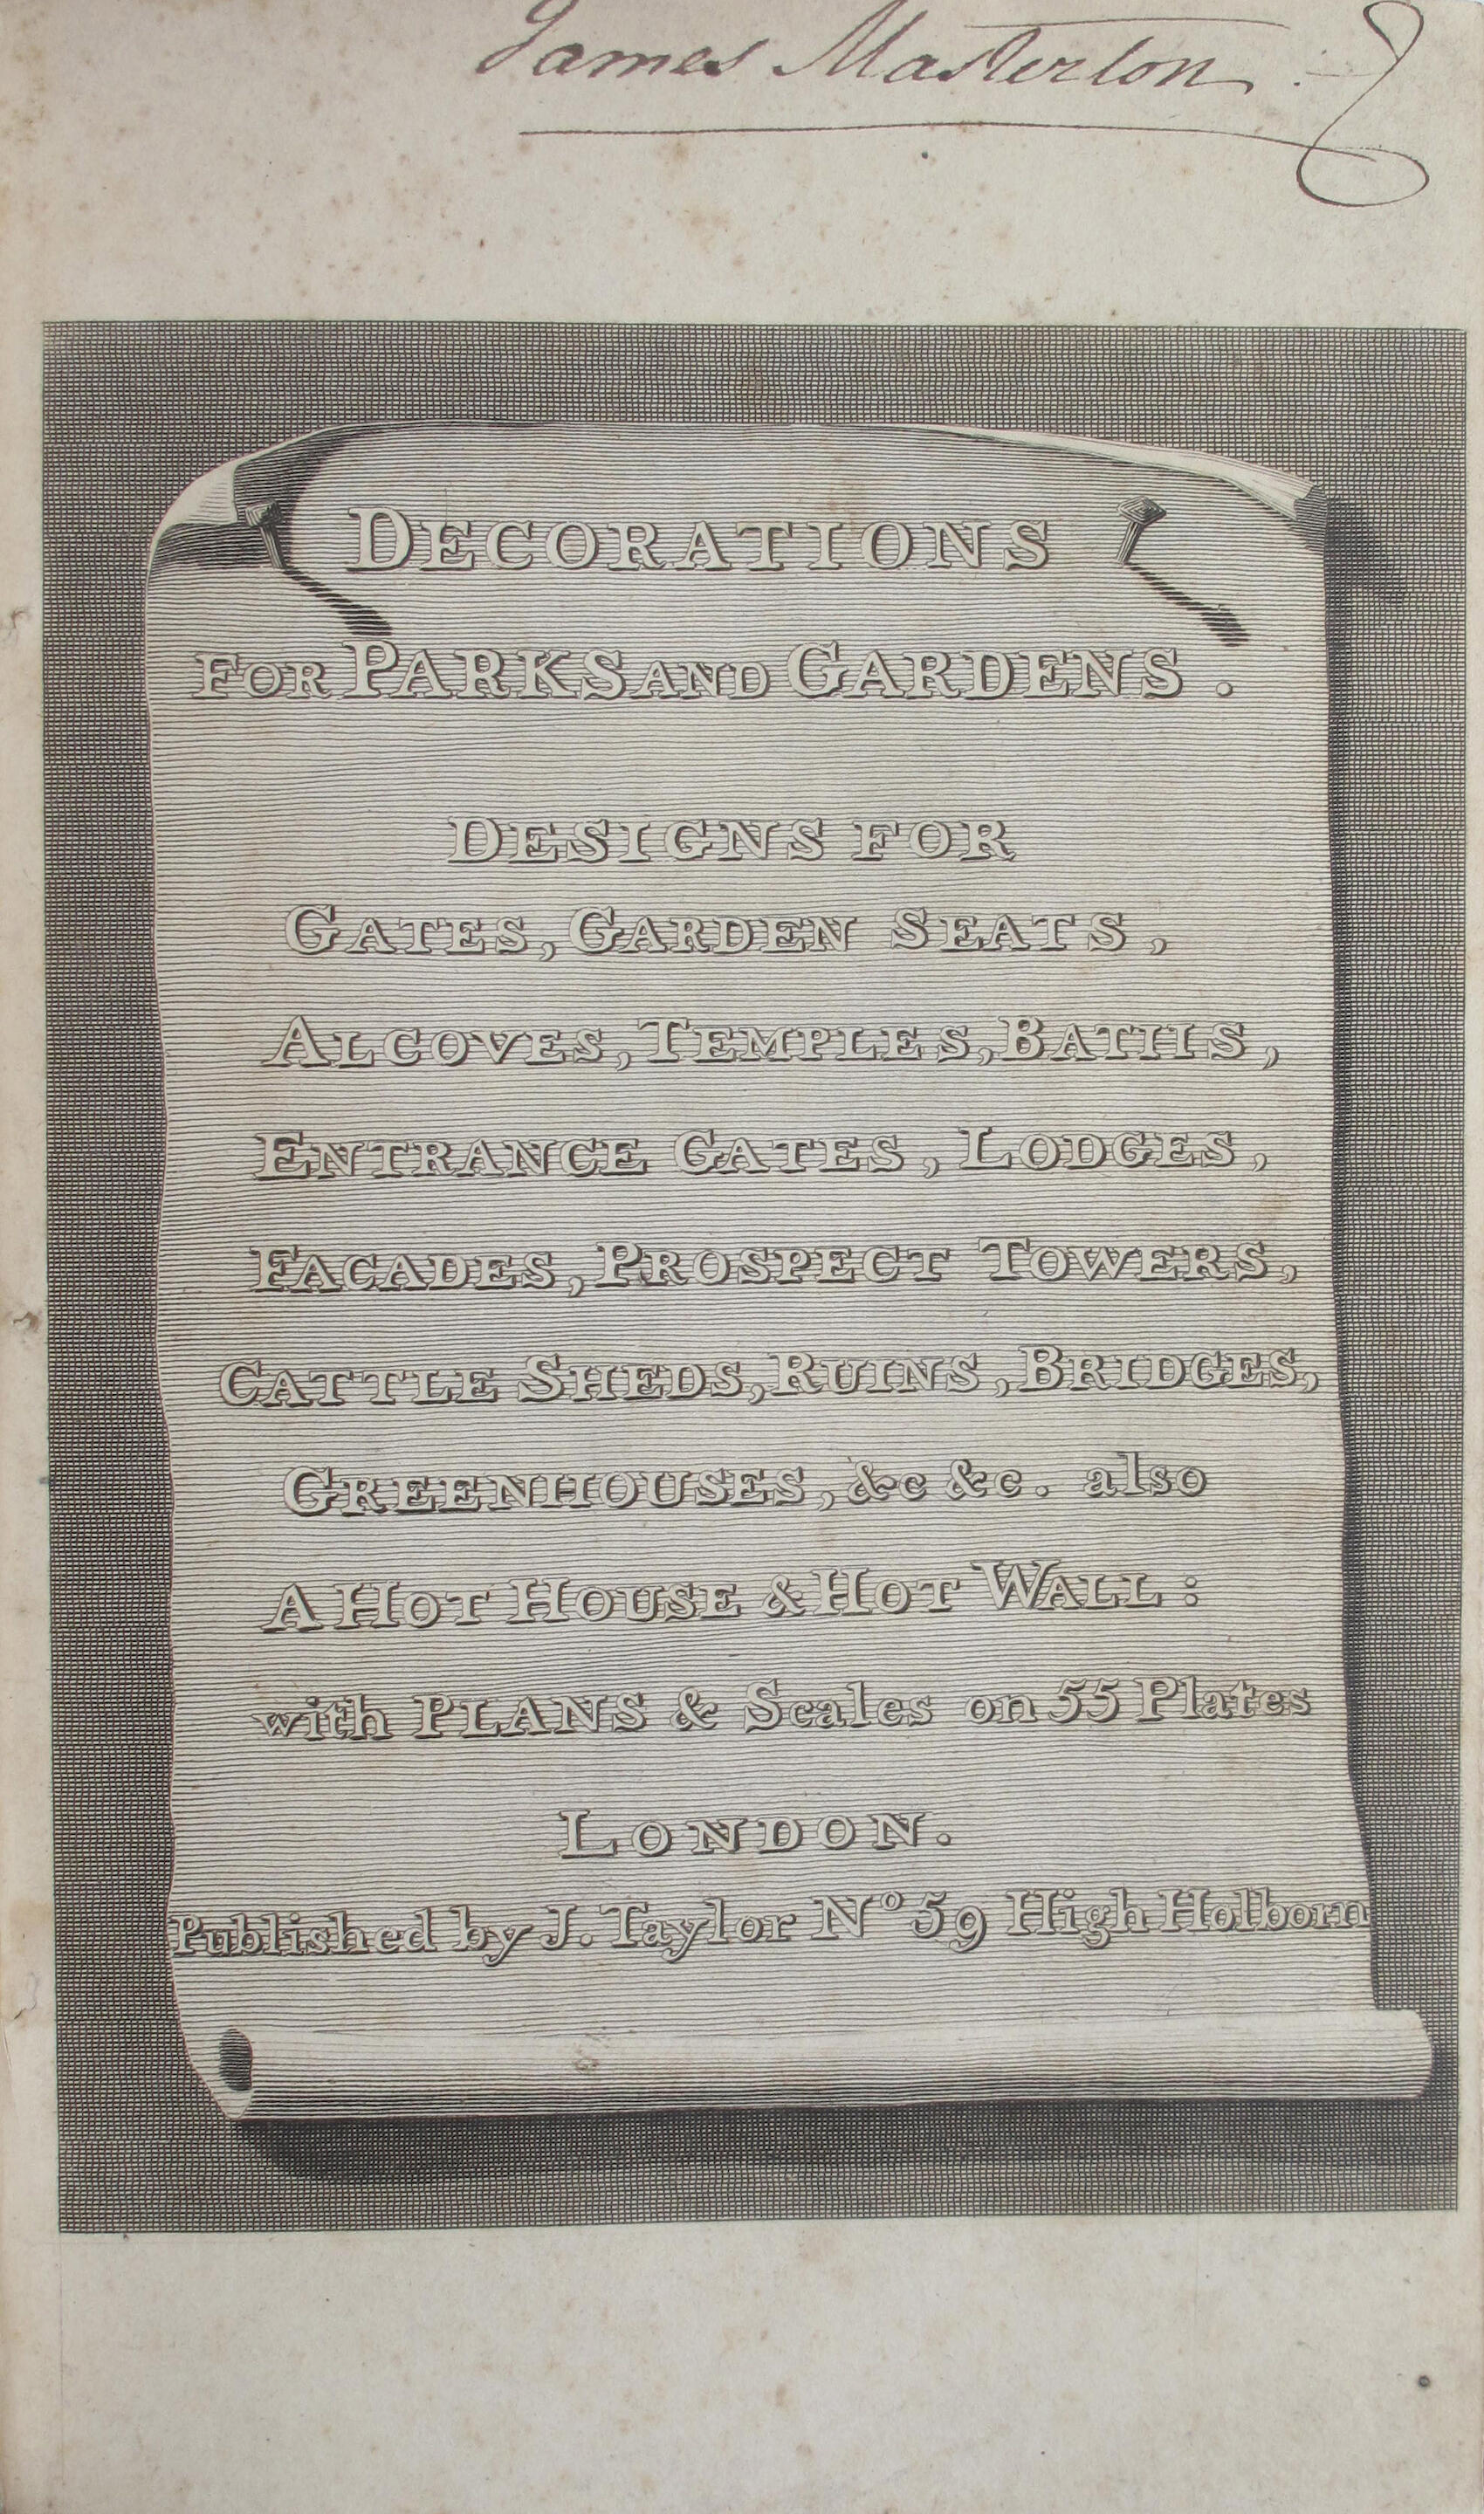 James Masterton
DECORATIONS
FOR PARKS AND GARDENS.
DESIGNS FOR
GATES, GARDEN SEATS,
ALCOVES, TEMPLES, BATHS,
ENTRANCE GATES, LODGES,
FACADES, PROSPECT TOWERS,
CATTLE SHEDS, RUINS, BRIDGES,
GREENHOUSES, &c &c. also
A HOT HOUSE & HOT WALL:
with PLANS & Scales on 55 Plates
LONDON.
Published by J. Taylor Nº 59 High Holborn